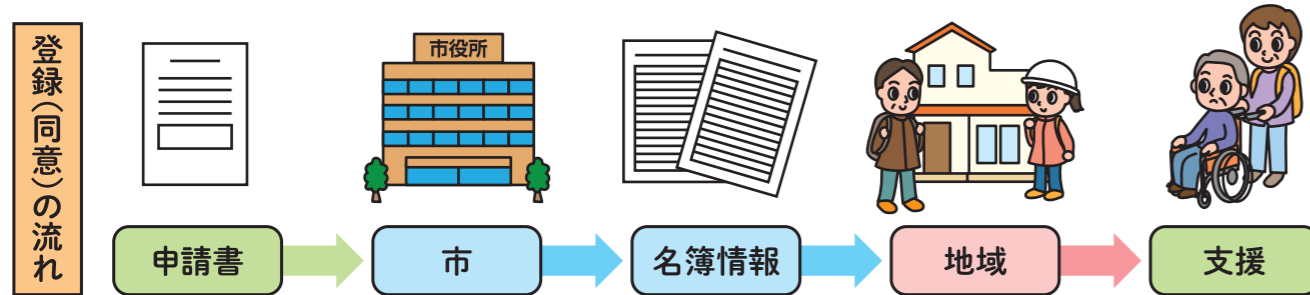 登録（同意）の流れ
市役所
申請書
市
名簿情報
地域
支援